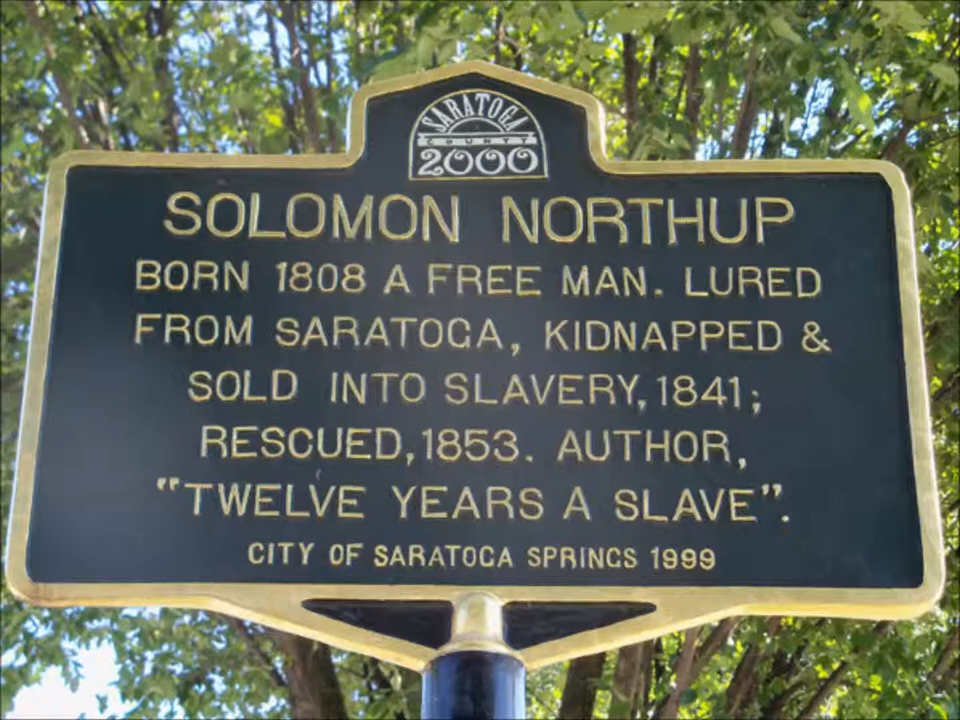 SARATOGA
COUNTY
2000
SOLOMON NORTHUP
BORN 1808 A FREE MAN. LURED
FROM SARATOGA, KIDNAPPED &
SOLD INTO SLAVERY, 1841;
RESCUED, 1853. AUTHOR,
"TWELVE YEARS A SLAVE".
CITY OF SARATOGA SPRINGS 1999